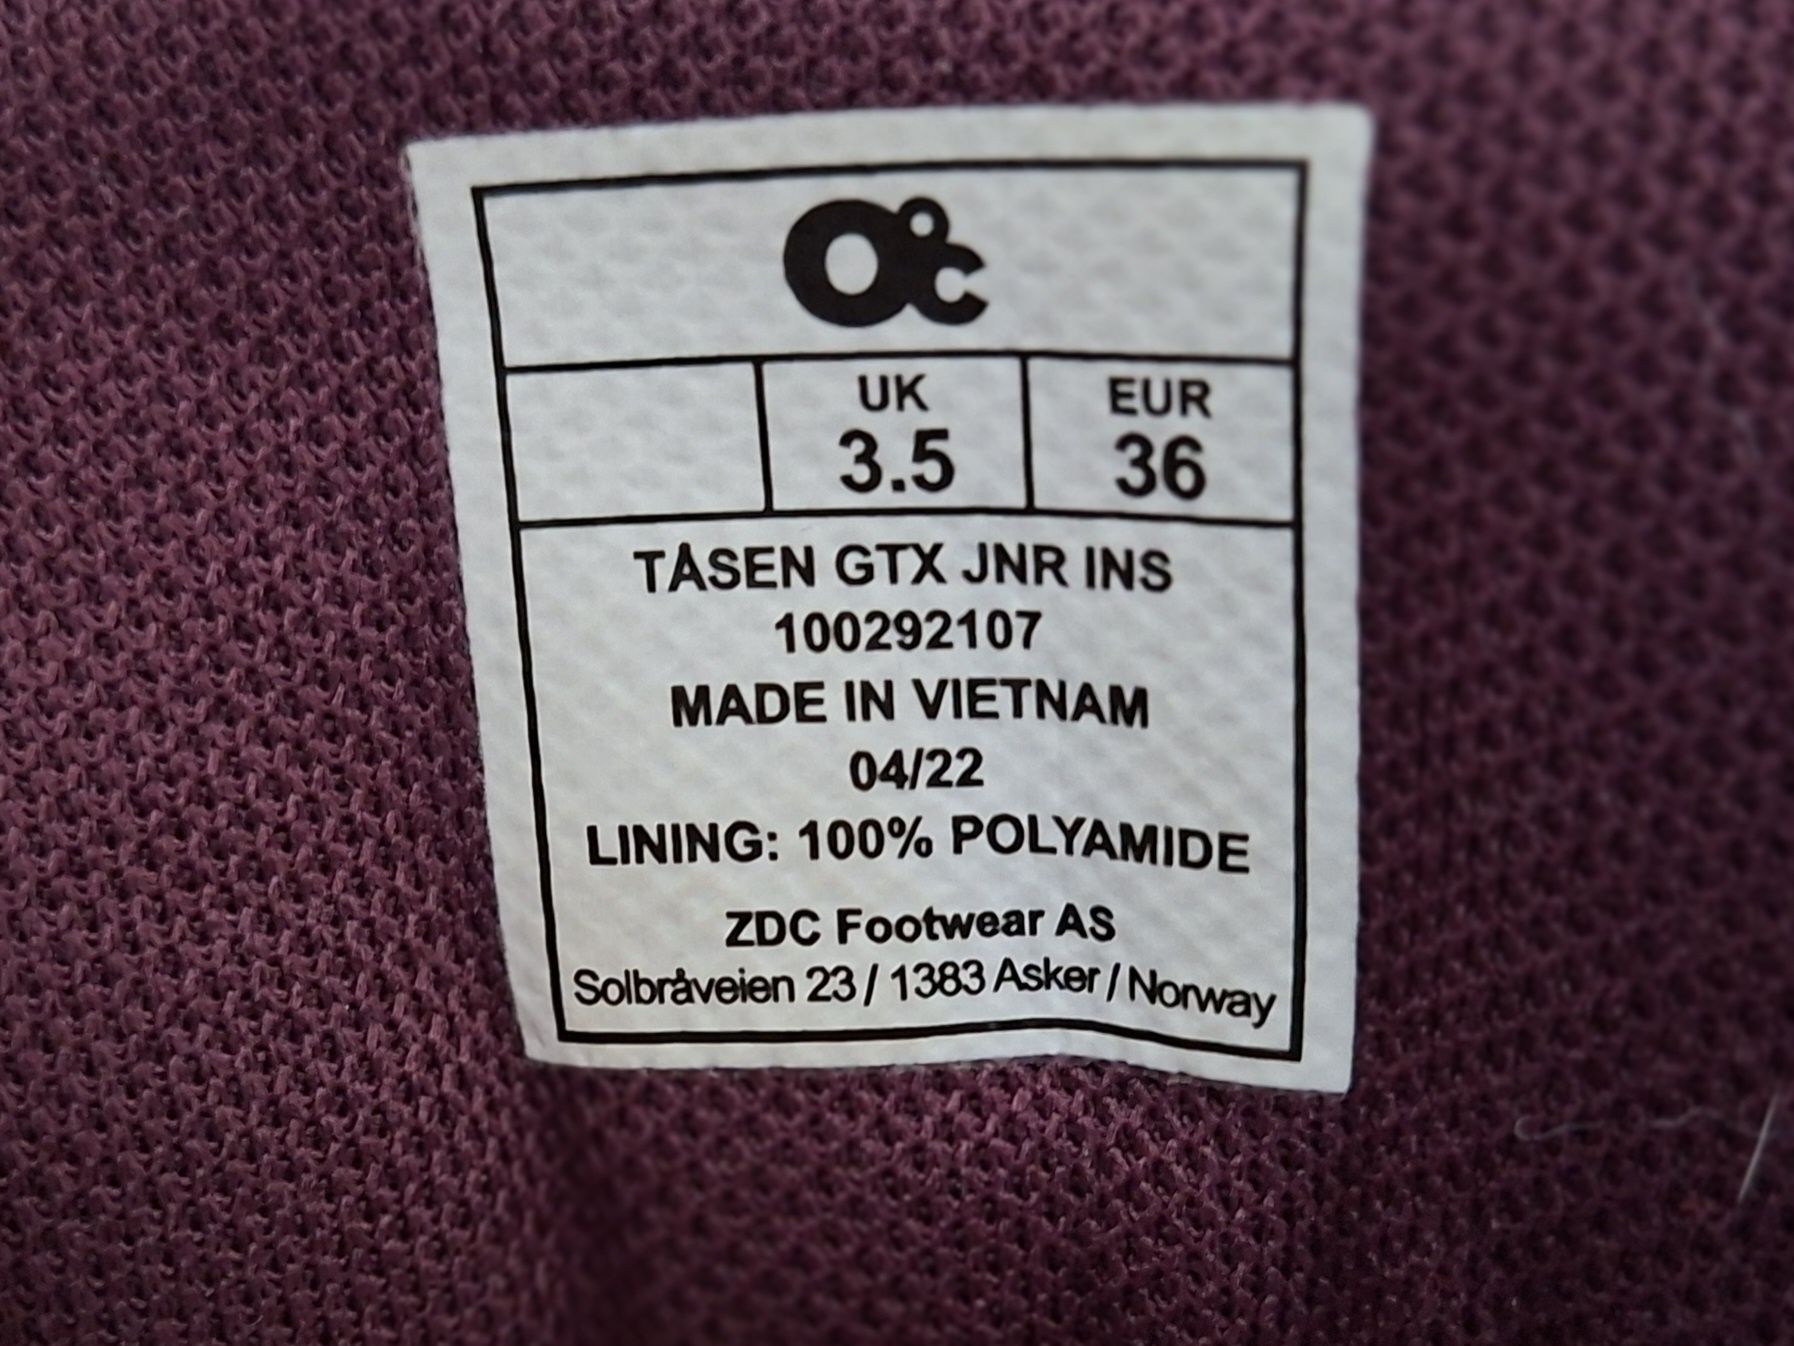 O°C
UK
3.5
EUR
36
TÅSEN GTX JNR INS
100292107
MADE IN VIETNAM
04/22
LINING: 100% POLYAMIDE
ZDC Footwear AS
Solbråveien 23 / 1383 Asker / Norway